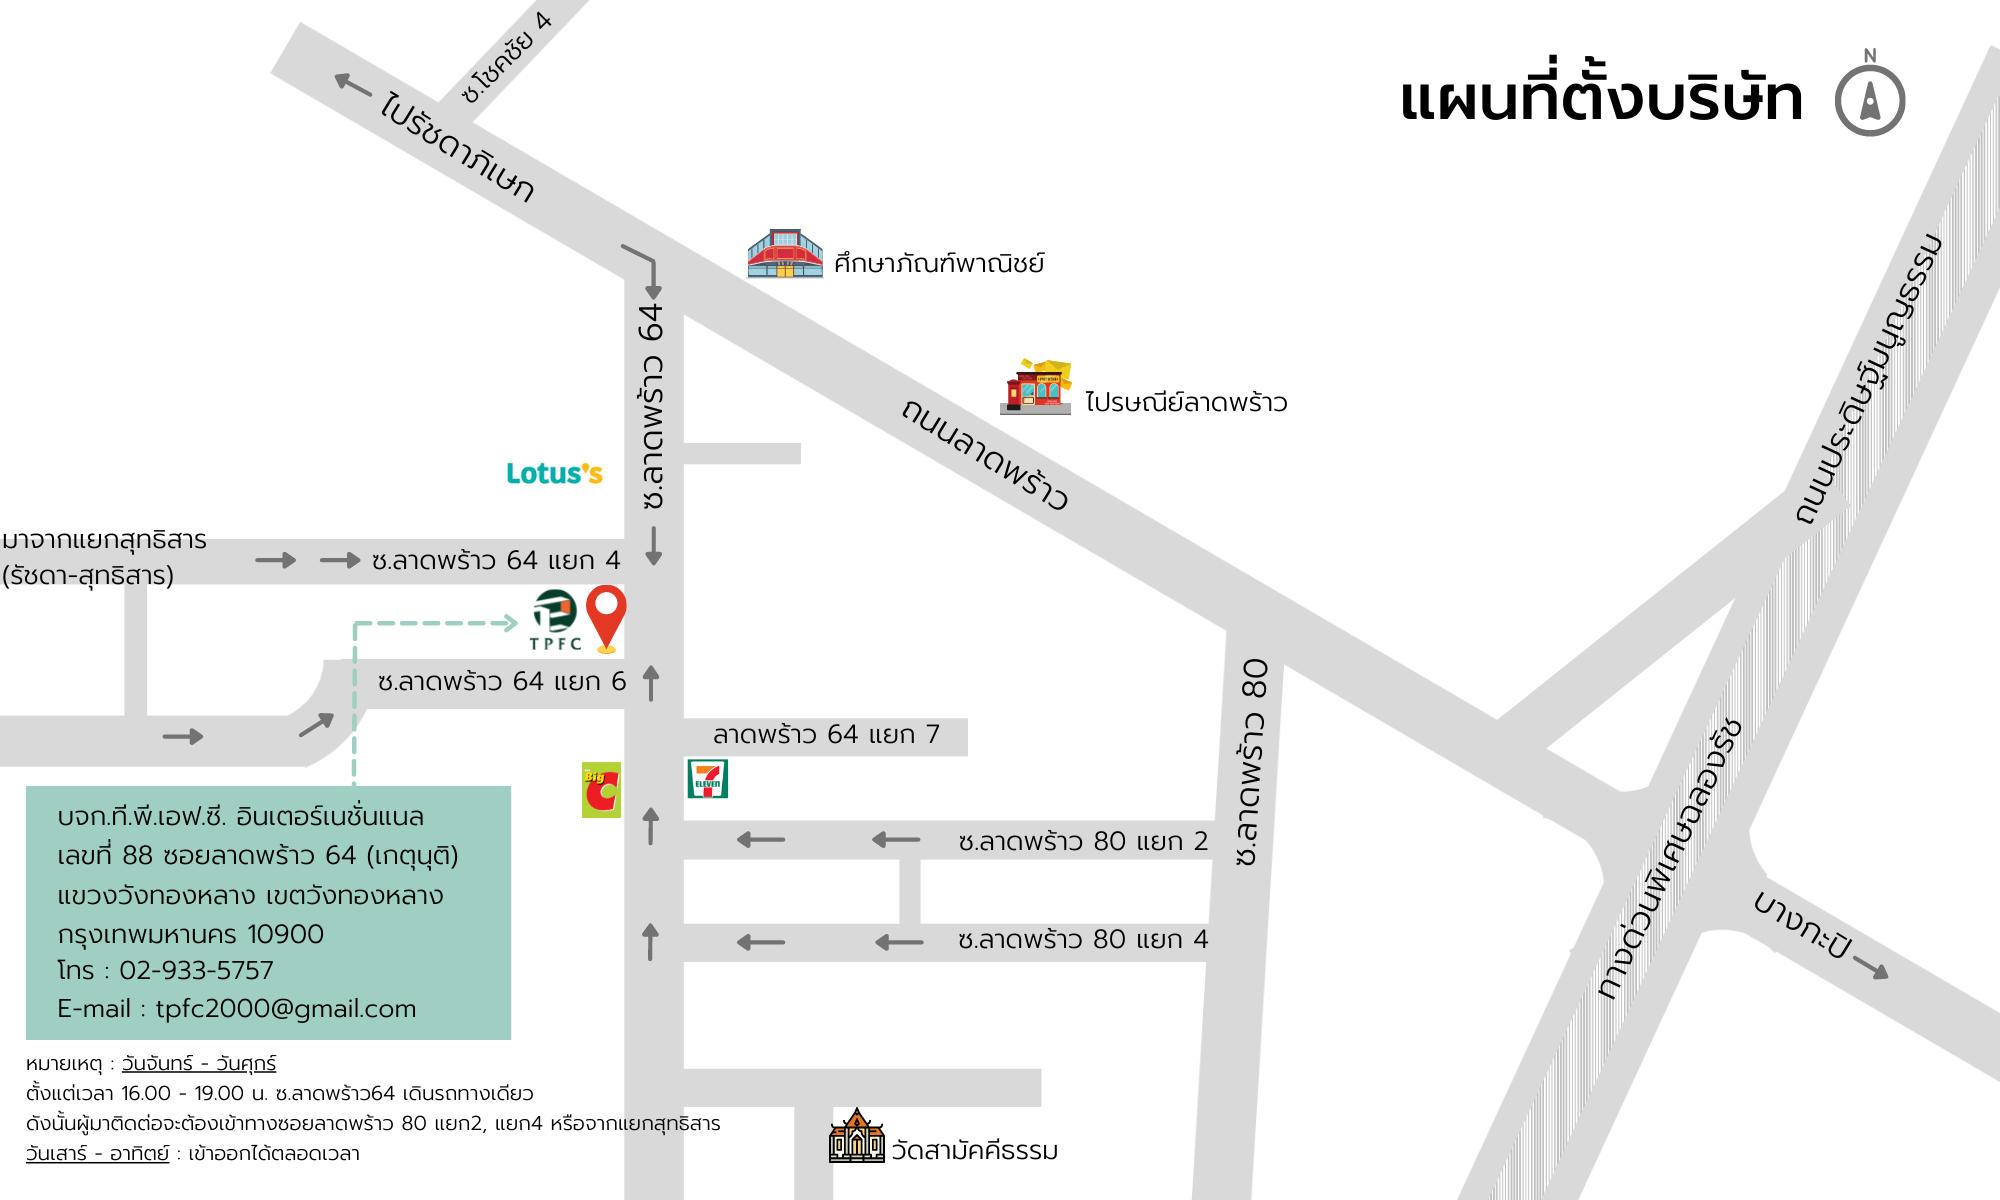 แผนที่ตั้งบริษัท
N
ซ.โชคชัย 4
ไปรัชดาภิเษก
ศึกษาภัณฑ์พาณิชย์
ไปรษณีย์ลาดพร้าว
ถนนลาดพร้าว
ถนนประดิษฐ์มนูญธรรม
ซ.ลาดพร้าว 64
Lotus's
มาจากแยกสุทธิสาร
(รัชดา-สุทธิสาร)
ซ.ลาดพร้าว 64 แยก 4
TPFC
ซ.ลาดพร้าว 64 แยก 6
ลาดพร้าว 64 แยก 7
ซ.ลาดพร้าว 80
Big C
7 ELEVEN
ซ.ลาดพร้าว 80 แยก 2
ซ.ลาดพร้าว 80 แยก 4
ทางด่วนพิเศษฉลองรัช
บางกะปิ
บจก.ที.พี.เอฟ.ซี. อินเตอร์เนชั่นแนล
เลขที่ 88 ซอยลาดพร้าว 64 (เกตุนุติ)
แขวงวังทองหลาง เขตวังทองหลาง
กรุงเทพมหานคร 10900
โทร : 02-933-5757
E-mail : tpfc2000@gmail.com
หมายเหตุ : วันจันทร์ - วันศุกร์
ตั้งแต่เวลา 16.00 - 19.00 น. ซ.ลาดพร้าว64 เดินรถทางเดียว
ดังนั้นผู้มาติดต่อจะต้องเข้าทางซอยลาดพร้าว 80 แยก2, แยก4 หรือจากแยกสุทธิสาร
วันเสาร์ - อาทิตย์ : เข้าออกได้ตลอดเวลา
วัดสามัคคีธรรม